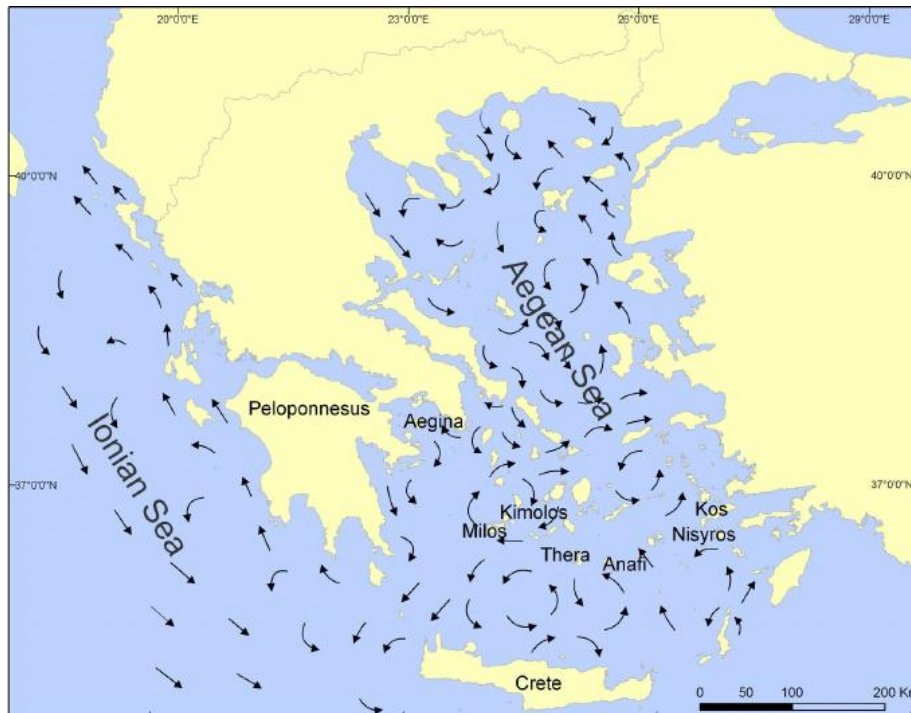 20°0'0"E 23°0'0"E 26°0'0"E 29°0'0"E
40°0'0"N 40°0'0"N
Aegean Sea
Peloponnesus
Aegina
Ionian Sea
37°0'0"N 37°0'0"N
Kimolos
Kos
Milos
Nisyros
Thera
Anafi
Crete
0 50 100 200 Km